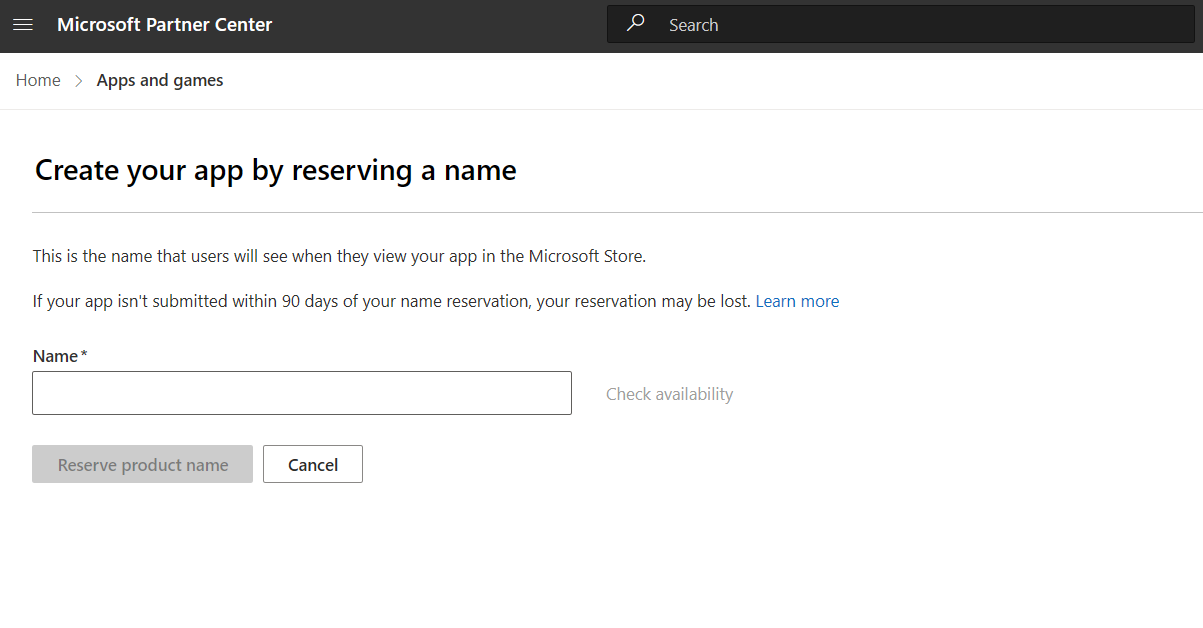 Microsoft Partner Center
Search
Home > Apps and games
Create your app by reserving a name
This is the name that users will see when they view your app in the Microsoft Store.
If your app isn't submitted within 90 days of your name reservation, your reservation may be lost. Learn more
Name*
Check availability
Reserve product name
Cancel